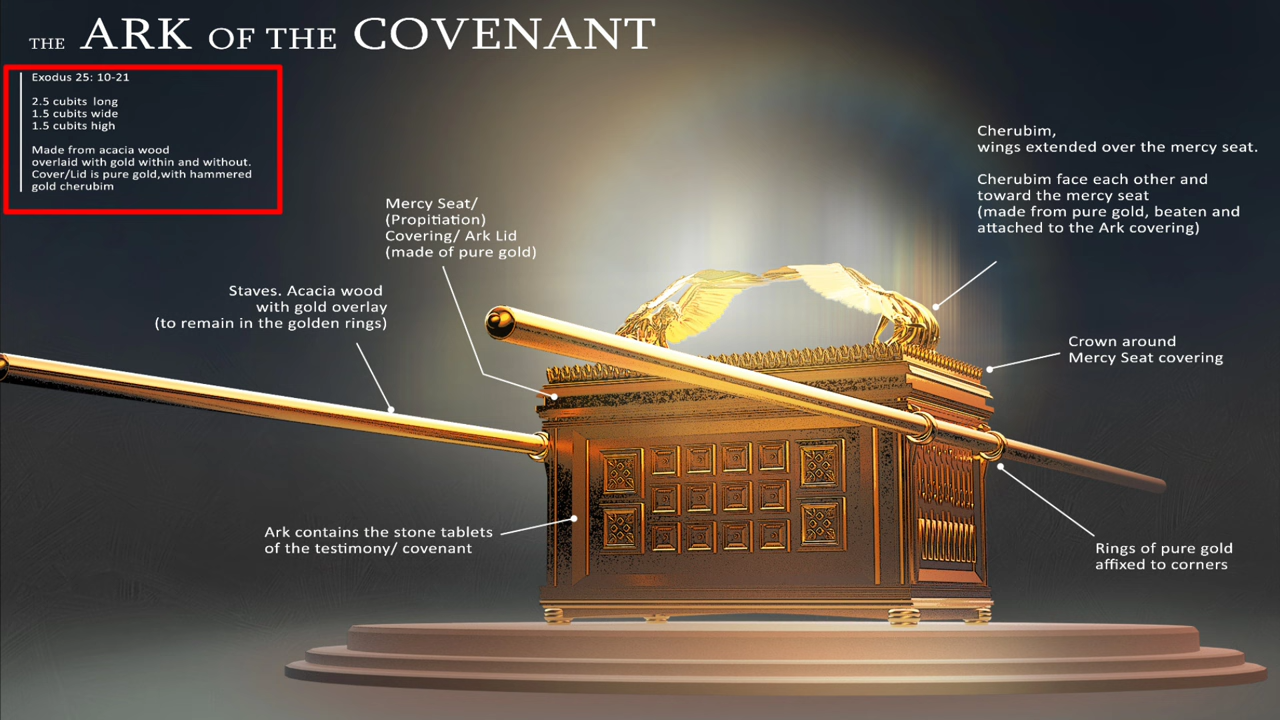 THE ARK OF THE COVENANT
Exodus 25: 10-21
2.5 cubits long
1.5 cubits wide
1.5 cubits high
Made from acacia wood
overlaid with gold within and without.
Cover/Lid is pure gold,with hammered
gold cherubim
Mercy Seat/
(Propitiation)
Covering/ Ark Lid
(made of pure gold)
Staves. Acacia wood
with gold overlay
(to remain in the golden rings)
Ark contains the stone tablets
of the testimony/ covenant
Cherubim,
wings extended over the mercy seat.
Cherubim face each other and
toward the mercy seat
(made from pure gold, beaten and
attached to the Ark covering)
Crown around
Mercy Seat covering
Rings of pure gold
affixed to corners